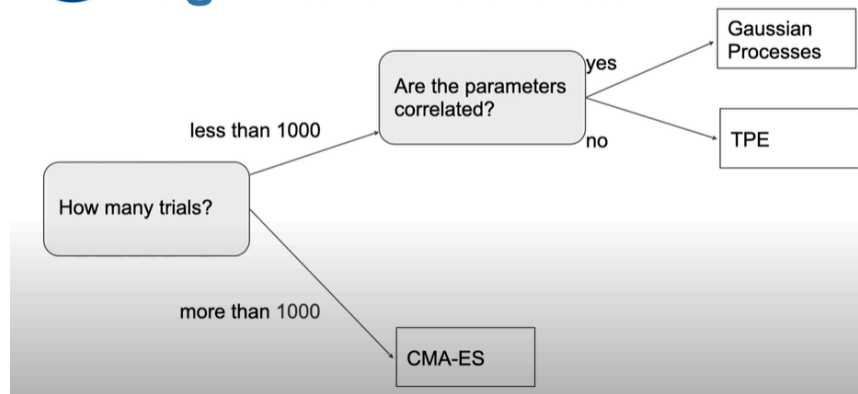 Gaussian
Processes
yes
Are the parameters
correlated?
less than 1000
no
TPE
How many trials?
more than 1000
CMA-ES